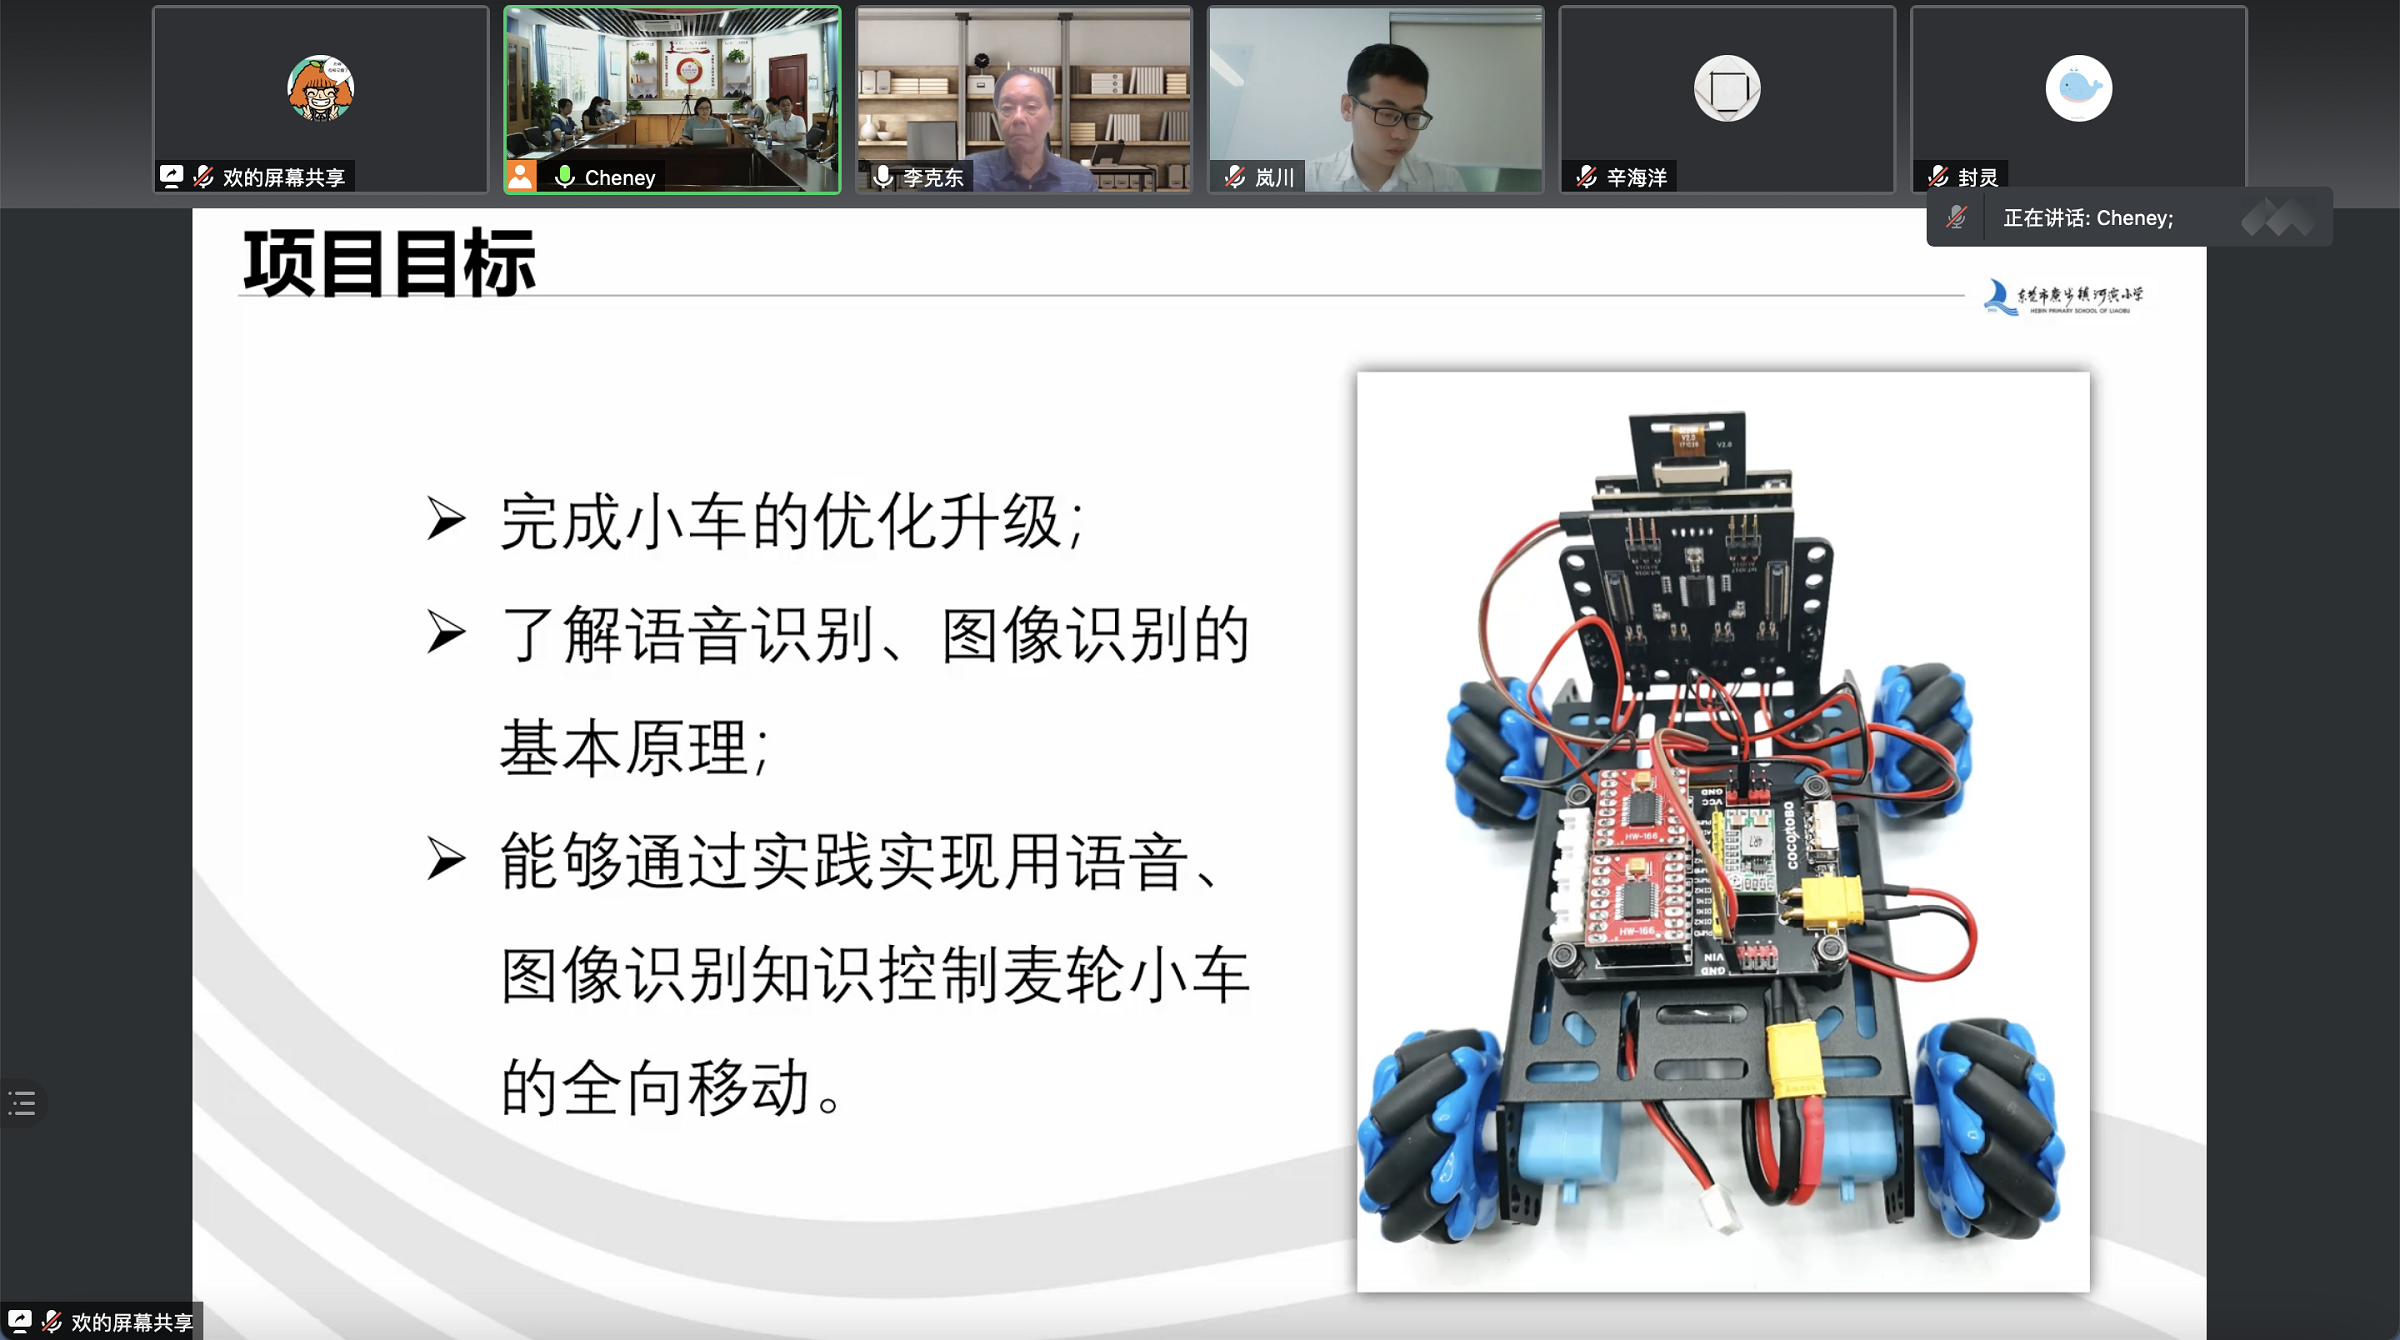 欢的屏幕共享
Cheney
李克东
岚川
辛海洋
封灵
正在讲话: Cheney;
项目目标
东莞市寮步镇河滨小学
HEBIN PRIMARY SCHOOL OF LIAOBU
完成小车的优化升级；
了解语音识别、图像识别的
基本原理；
能够通过实践实现用语音、
图像识别知识控制麦轮小车
的全向移动。
V2.0
V2.0
GND
VCC
HW-166
4R7
COCOROBO
HW-166
VIN
GND
欢的屏幕共享